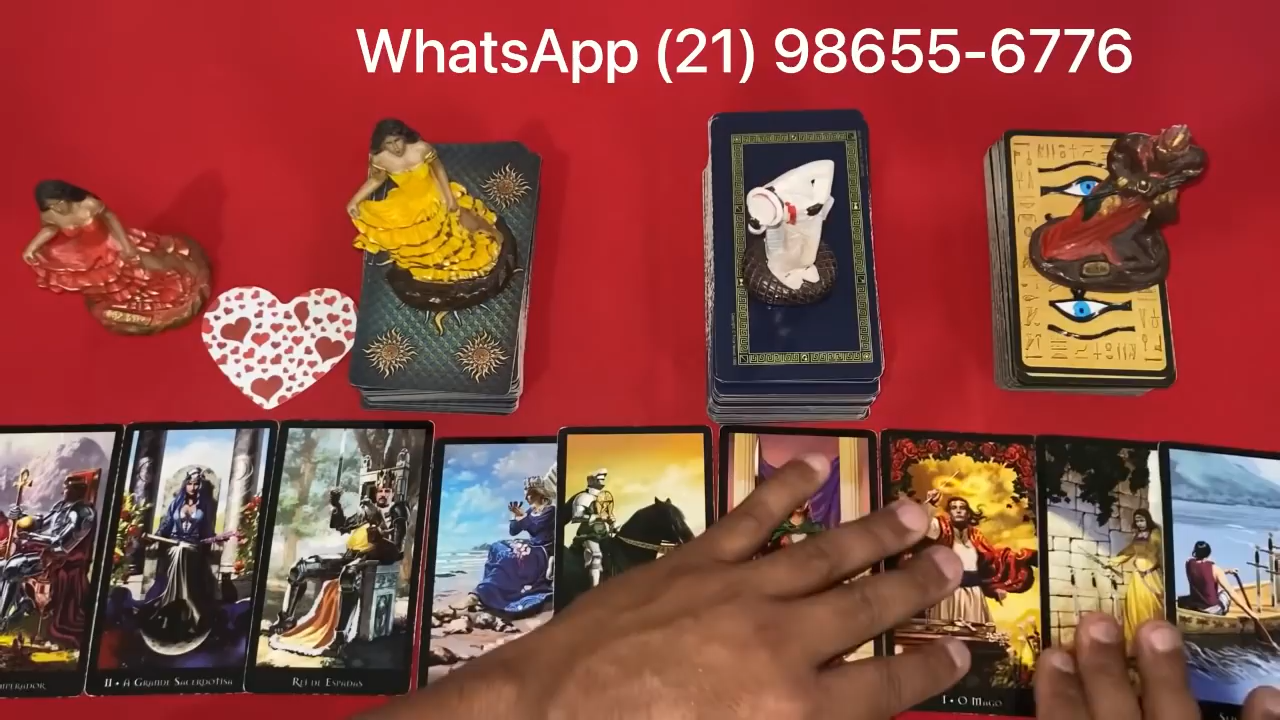 WhatsApp (21) 98655-6776
II • A Grande Sacerdotisa
Rei de Espadas
I • O Mago